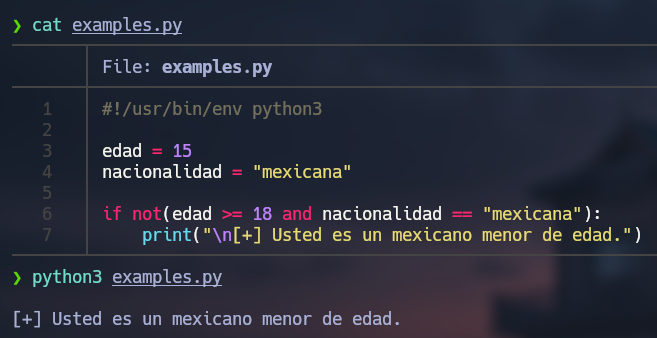 ❯ cat examples.py
File: examples.py
1 #!/usr/bin/env python3
2
3 edad = 15
4 nacionalidad = "mexicana"
5
6 if not(edad >= 18 and nacionalidad == "mexicana"):
7     print("\n[+] Usted es un mexicano menor de edad.")
❯ python3 examples.py
[+] Usted es un mexicano menor de edad.